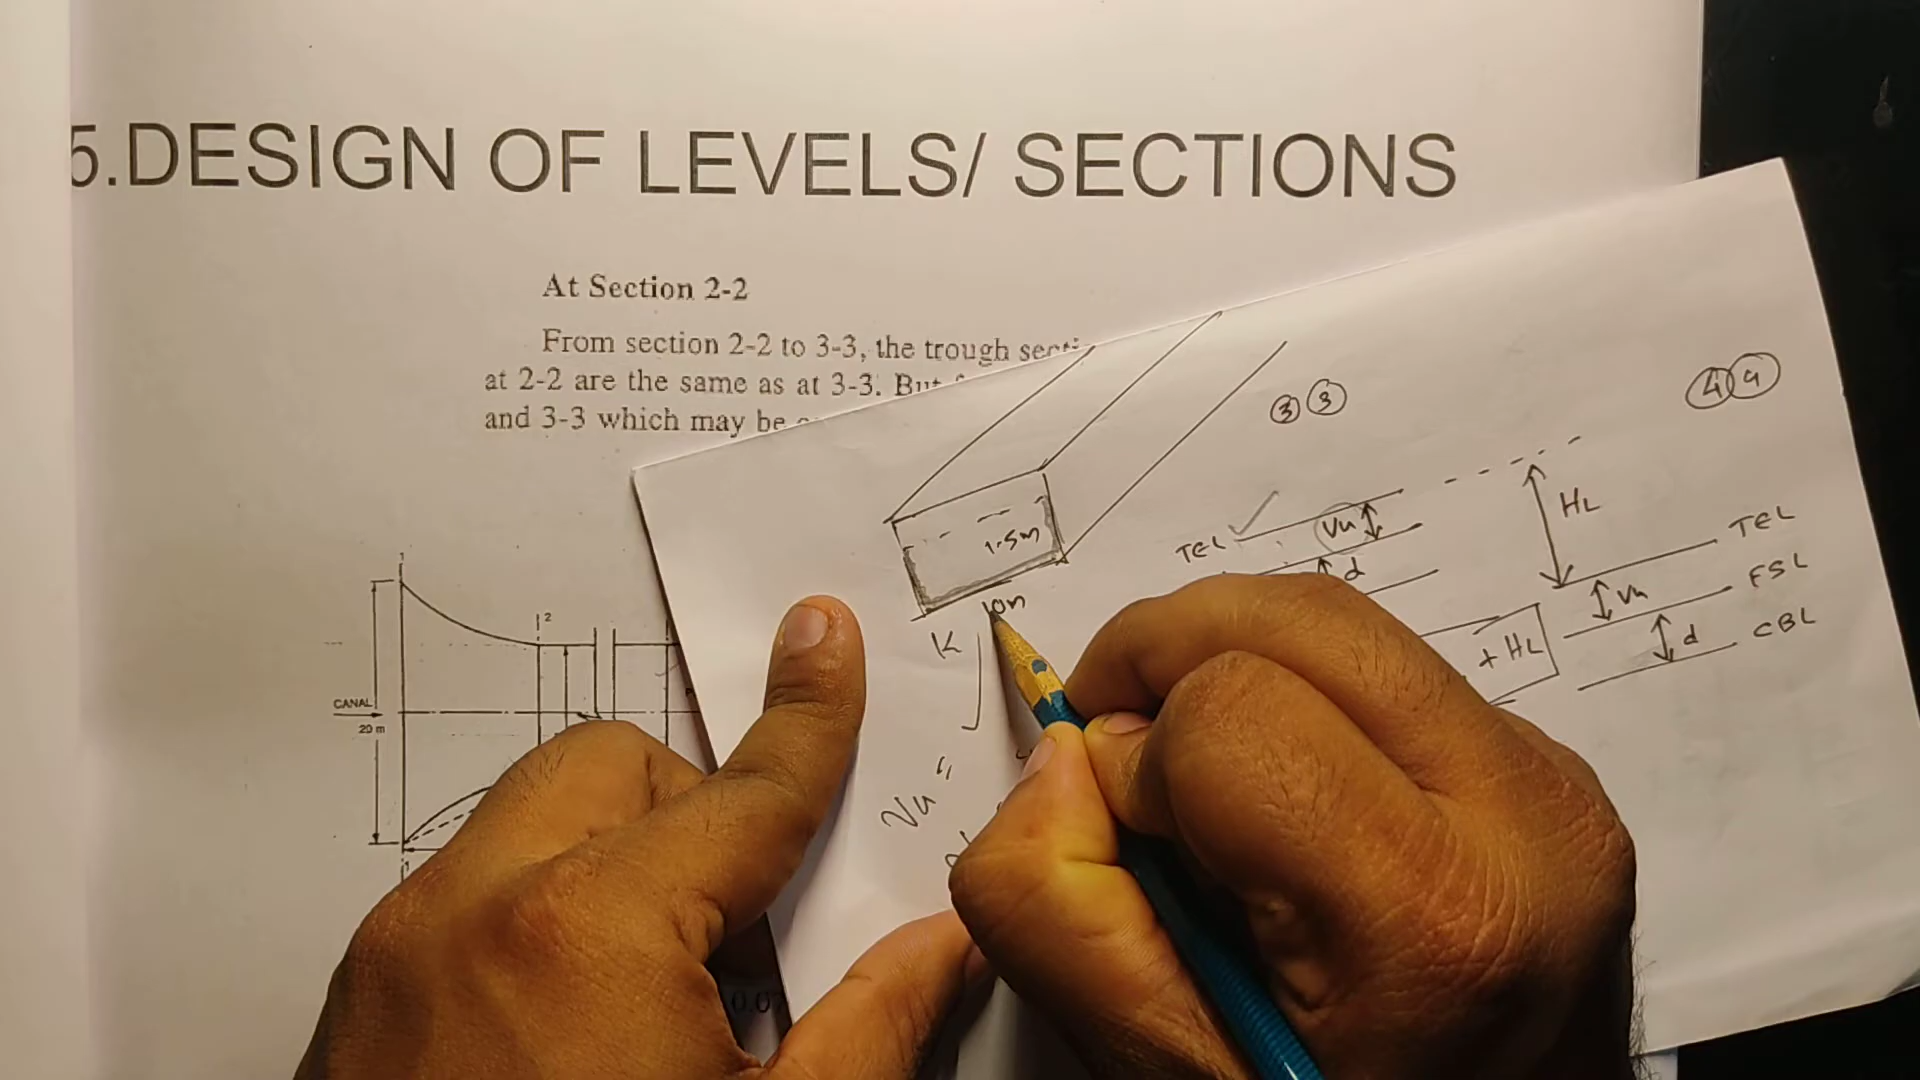 5.DESIGN OF LEVELS/ SECTIONS
At Section 2-2
From section 2-2 to 3-3, the trough
at 2-2 are the same as at 3-3. But
and 3-3 which may be
1
2
CANAL
20 m
1
3 3
4 4
1.5m
10m
K
Vu
TEL
Vu
d
HL
TEL
Vu
FSL
d
CBL
+ HL